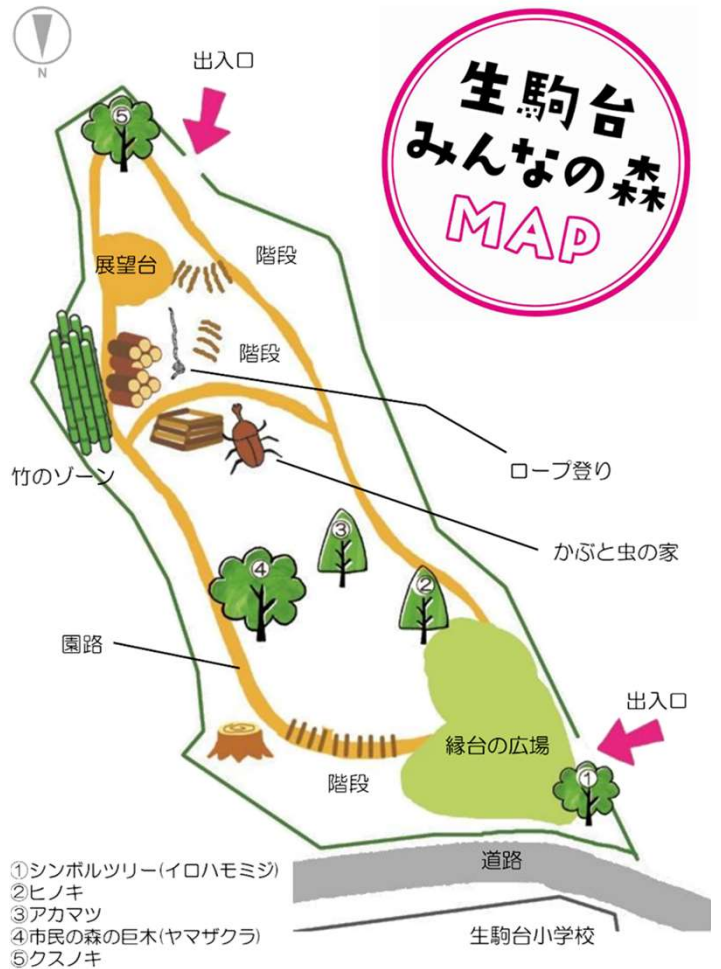 N
出入口
生駒台
みんなの森
MAP
⑤
階段
展望台
階段
竹のゾーン
ロープ登り
かぶと虫の家
③
④
②
園路
出入口
縁台の広場
①
階段
道路
生駒台小学校
①シンボルツリー(イロハモミジ)
②ヒノキ
③アカマツ
④市民の森の巨木(ヤマザクラ)
⑤クスノキ